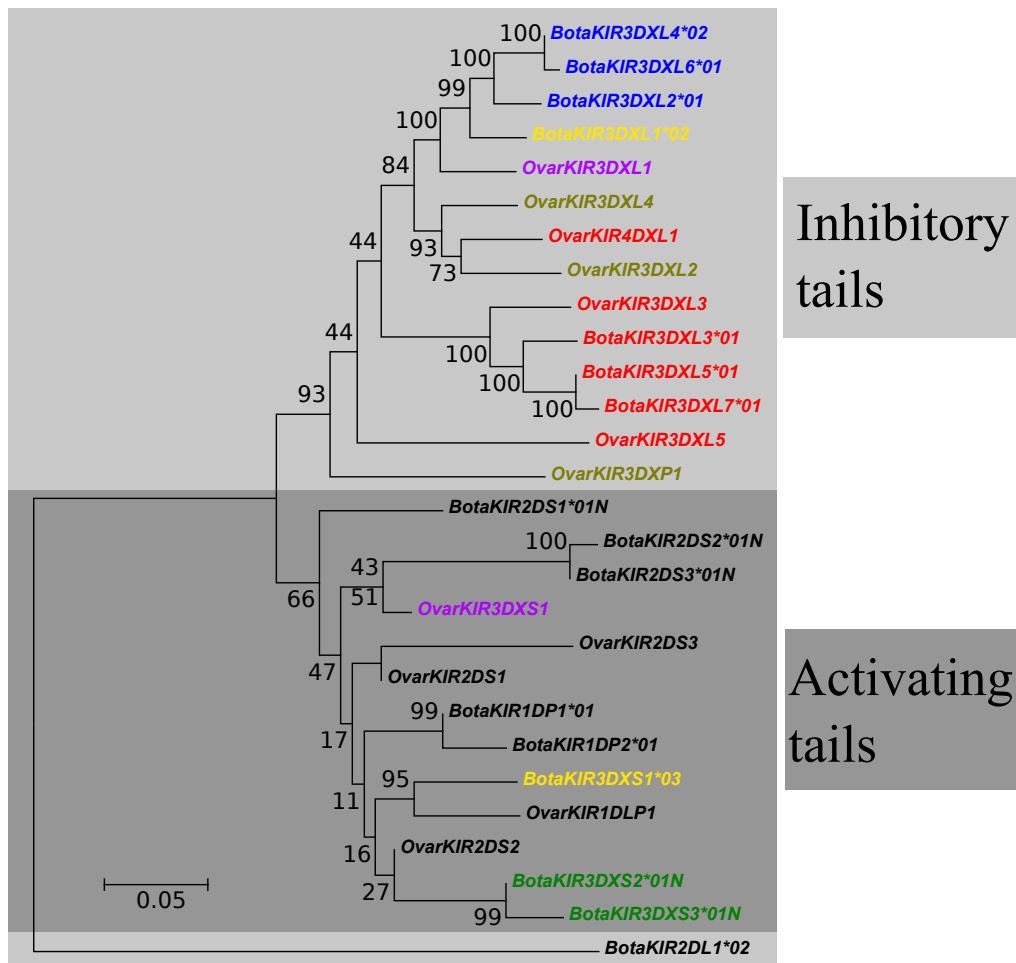 100 BotaKIR3DXL4*02
100 BotaKIR3DXL6*01
99 BotaKIR3DXL2*01
100 BotaKIR3DXL1*02
84 OvarKIR3DXL1
OvarKIR3DXL4
44 93 OvarKIR4DXL1
73 OvarKIR3DXL2
OvarKIR3DXL3
44 BotaKIR3DXL3*01
100
100 BotaKIR3DXL5*01
93 100 BotaKIR3DXL7*01
OvarKIR3DXL5
OvarKIR3DXP1
BotaKIR2DS1*01N
100 BotaKIR2DS2*01N
43 BotaKIR2DS3*01N
66 51 OvarKIR3DXS1
OvarKIR2DS3
47 OvarKIR2DS1
99 BotaKIR1DP1*01
17 BotaKIR1DP2*01
95 BotaKIR3DXS1*03
11 OvarKIR1DLP1
16 OvarKIR2DS2
27 BotaKIR3DXS2*01N
99 BotaKIR3DXS3*01N
0.05
BotaKIR2DL1*02
Inhibitory
tails
Activating
tails